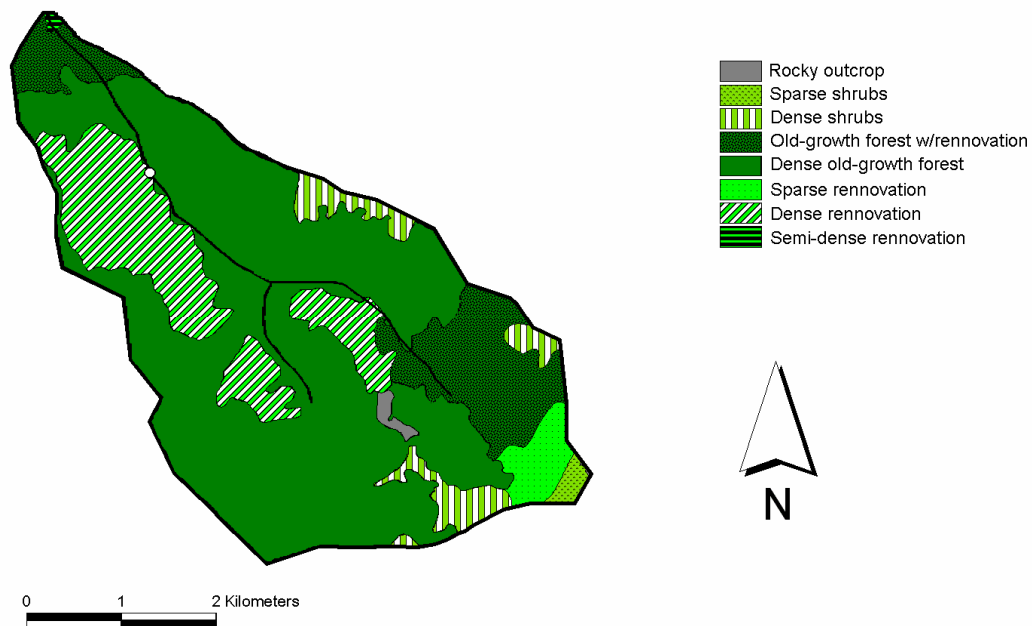 Rocky outcrop
Sparse shrubs
Dense shrubs
Old-growth forest w/rennovation
Dense old-growth forest
Sparse rennovation
Dense rennovation
Semi-dense rennovation
N
0 1 2 Kilometers